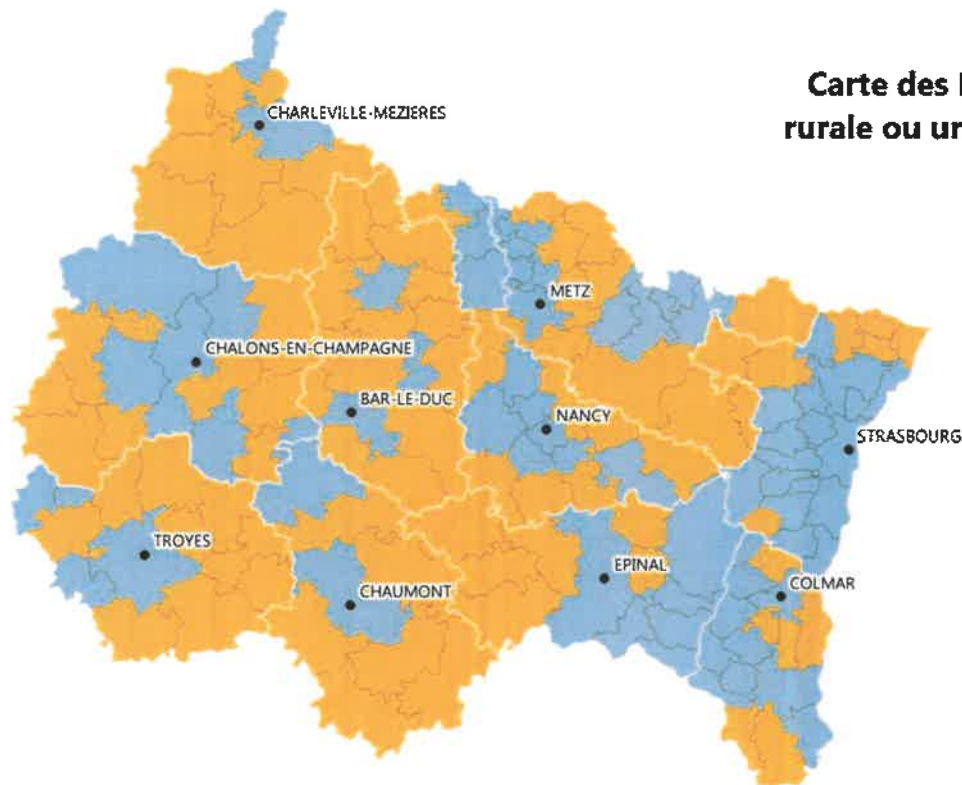 Carte des
rurale ou
CHARLEVILLE-MEZIERES
METZ
CHALONS-EN-CHAMPAGNE
BAR-LE-DUC
NANCY
STRASBOURG
TROYES
EPINAL
CHAUMONT
COLMAR